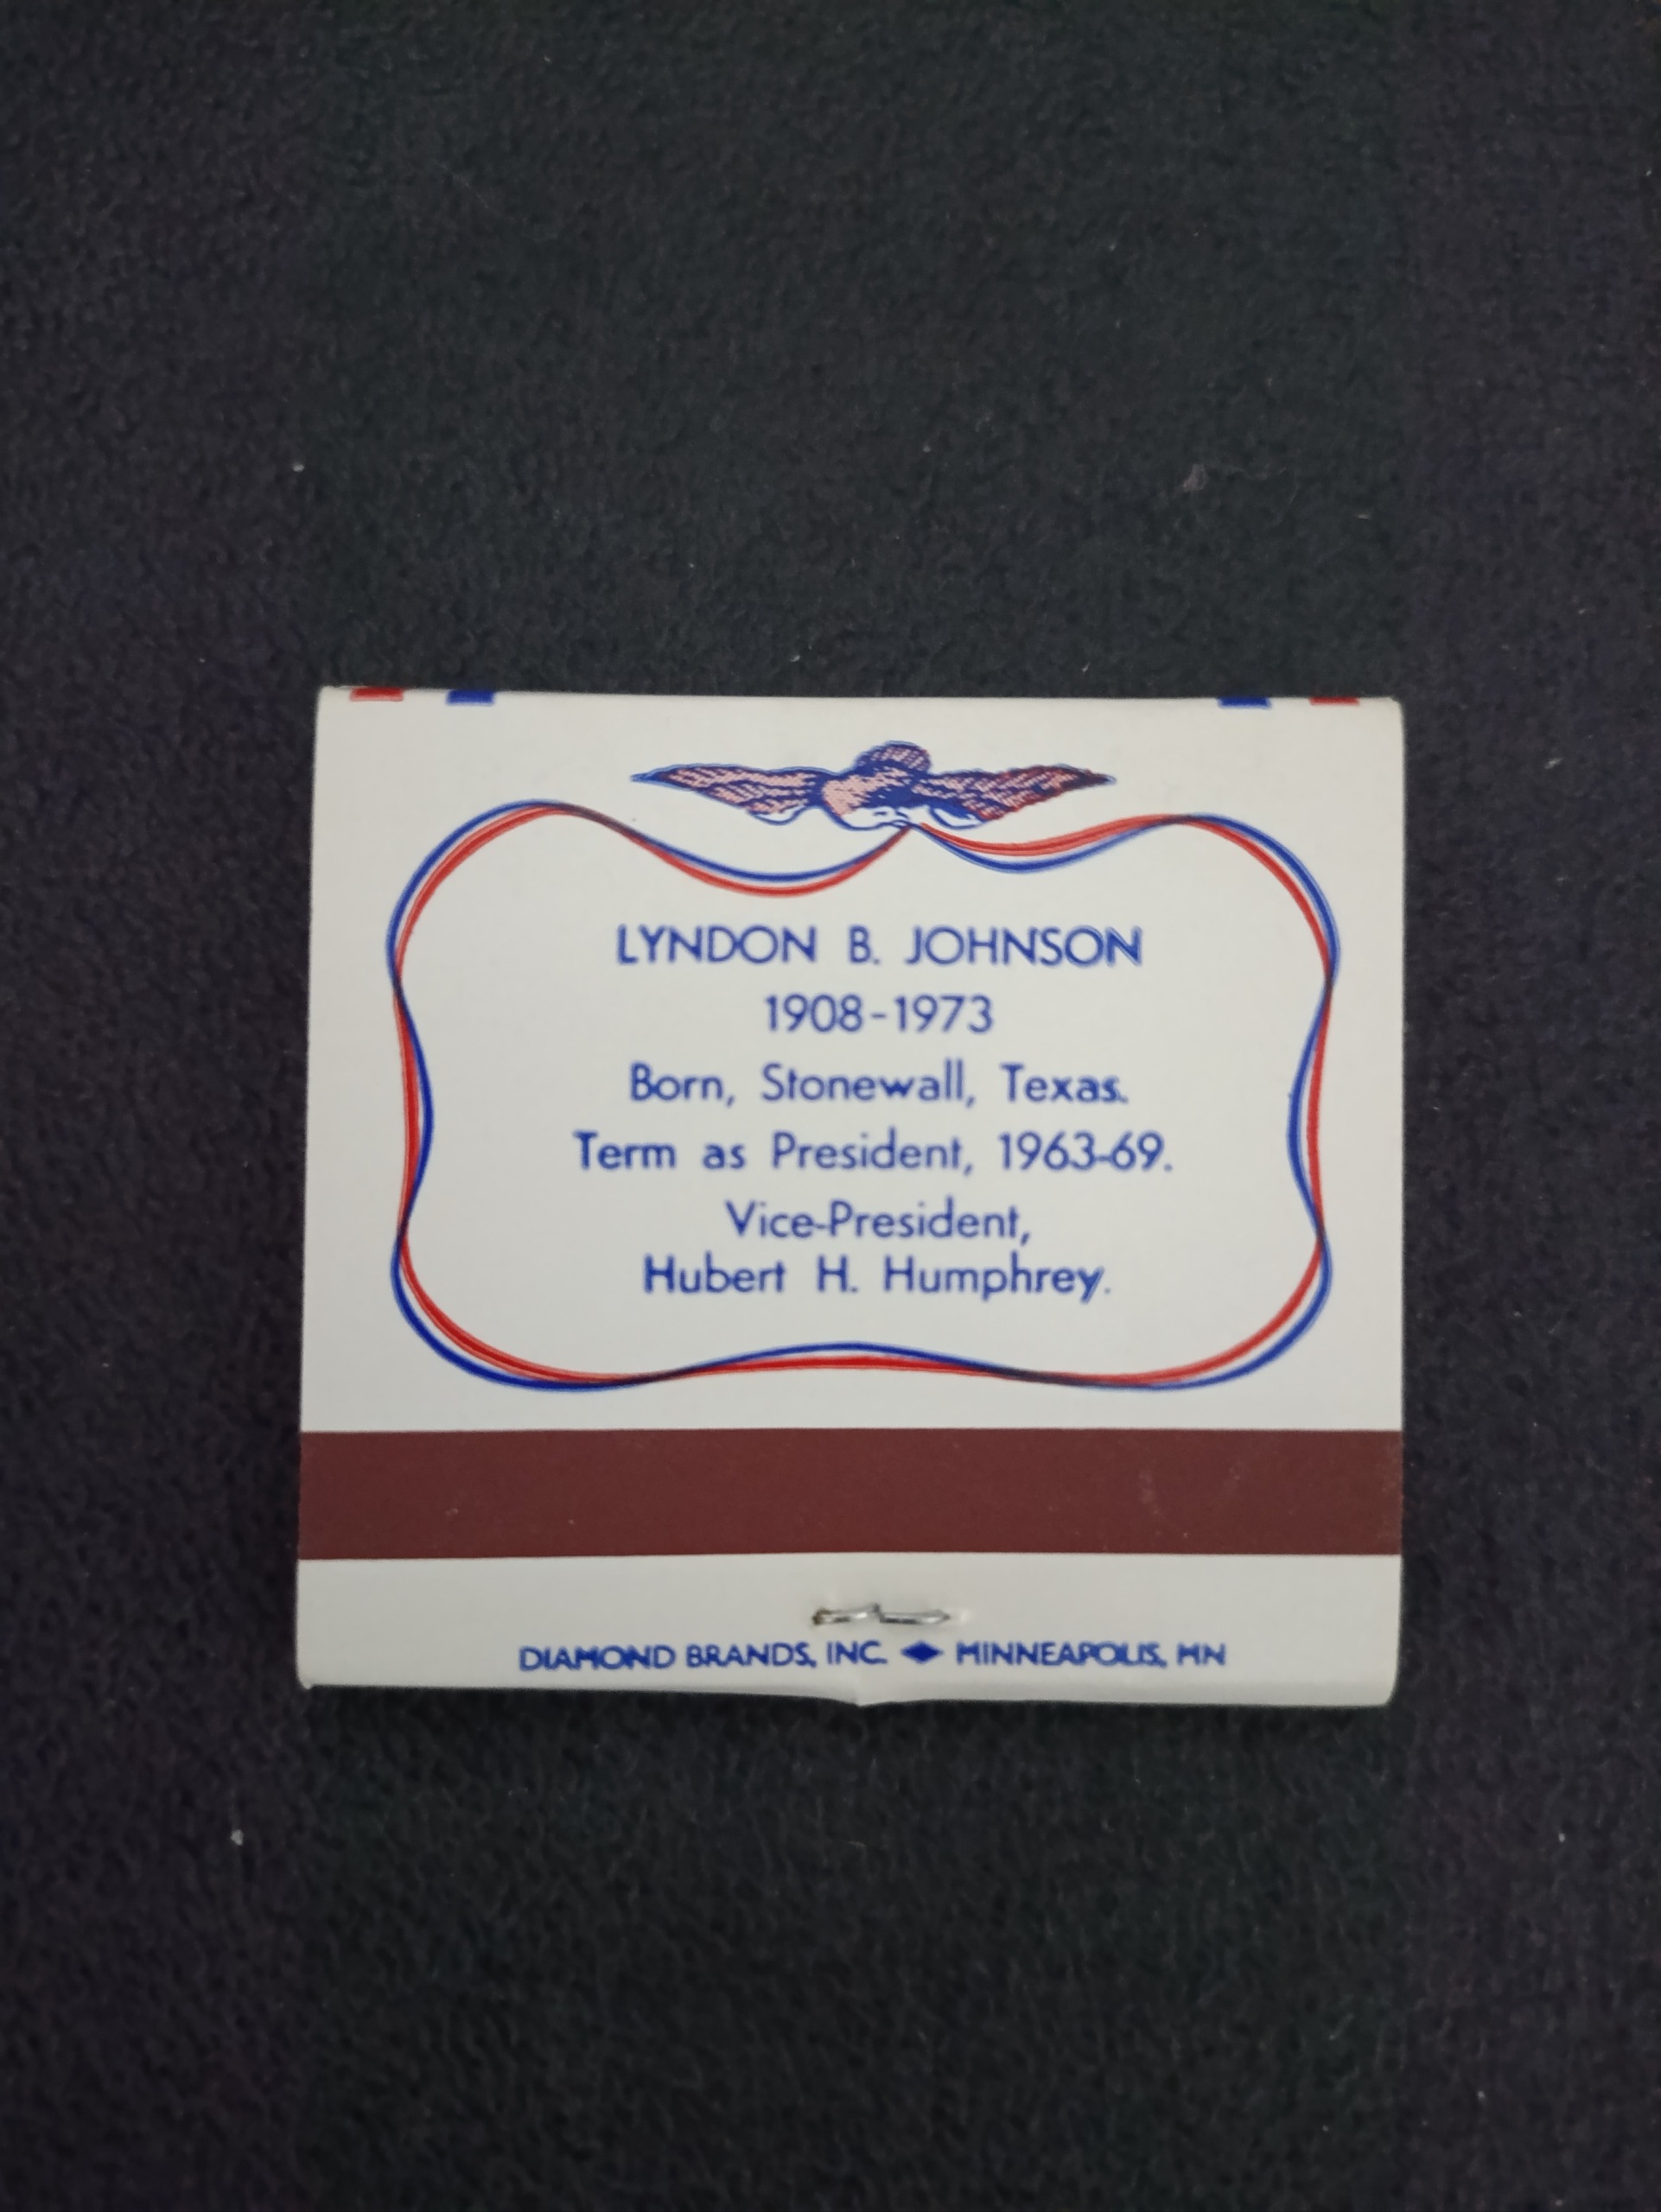 LYNDON B. JOHNSON
1908-1973
Born, Stonewall, Texas.
Term as President, 1963-69.
Vice-President,
Hubert H. Humphrey.
DIAMOND BRANDS, INC. ◆ MINNEAPOLIS, MN